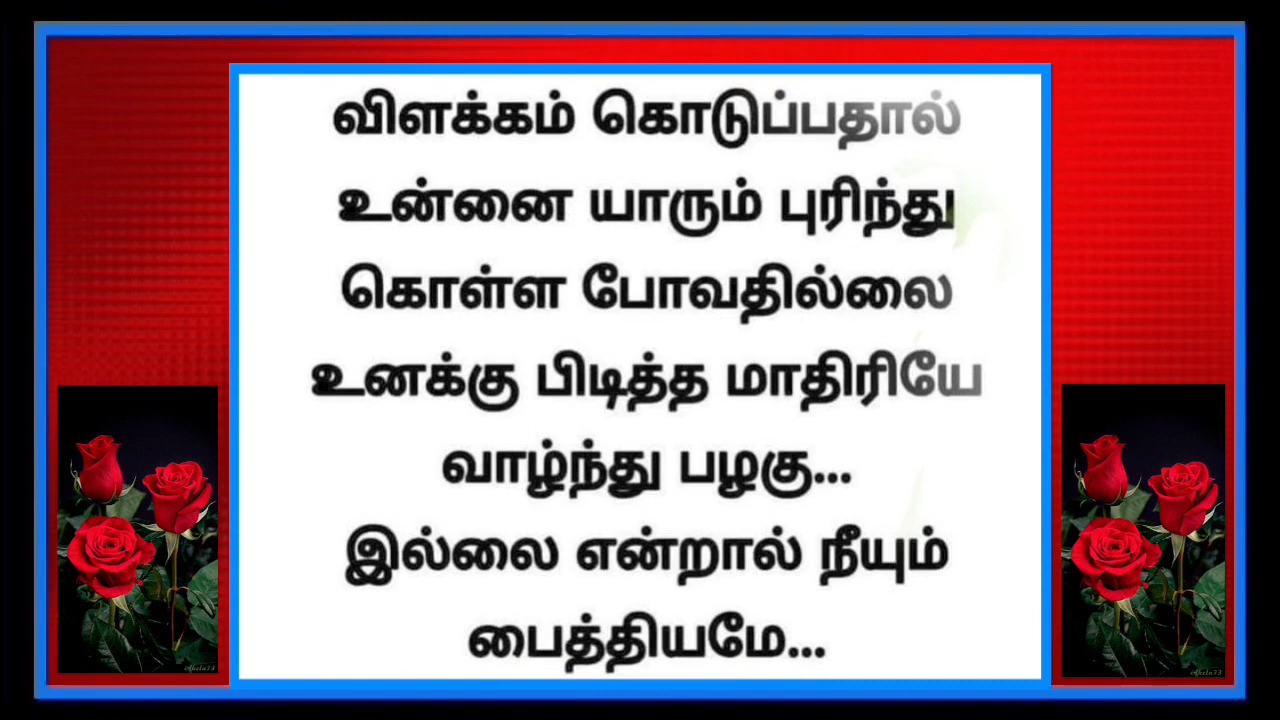 விளக்கம் கொடுப்பதால்
உன்னை யாரும் புரிந்து
கொள்ள போவதில்லை
உனக்கு பிடித்த மாதிரியே
வாழ்ந்து பழகு...
இல்லை என்றால் நீயும்
பைத்தியமே...